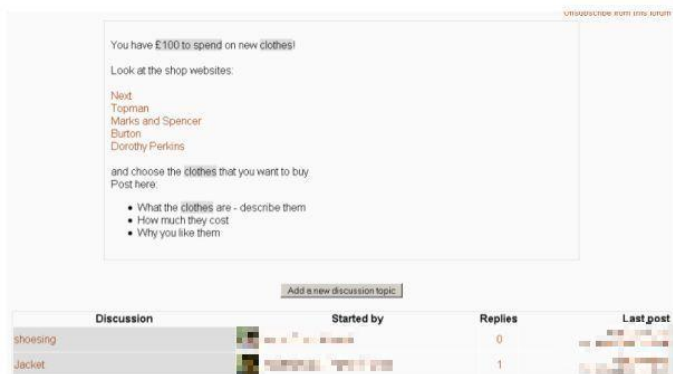 Unsubscribe from this forum
You have £100 to spend on new clothes!
Look at the shop websites:
Next
Topman
Marks and Spencer
Burton
Dorothy Perkins
and choose the clothes that you want to buy
Post here:
• What the clothes are - describe them
• How much they cost
• Why you like them
Add a new discussion topic
Discussion Started by Replies Last post
shoesing 0
Jacket 1